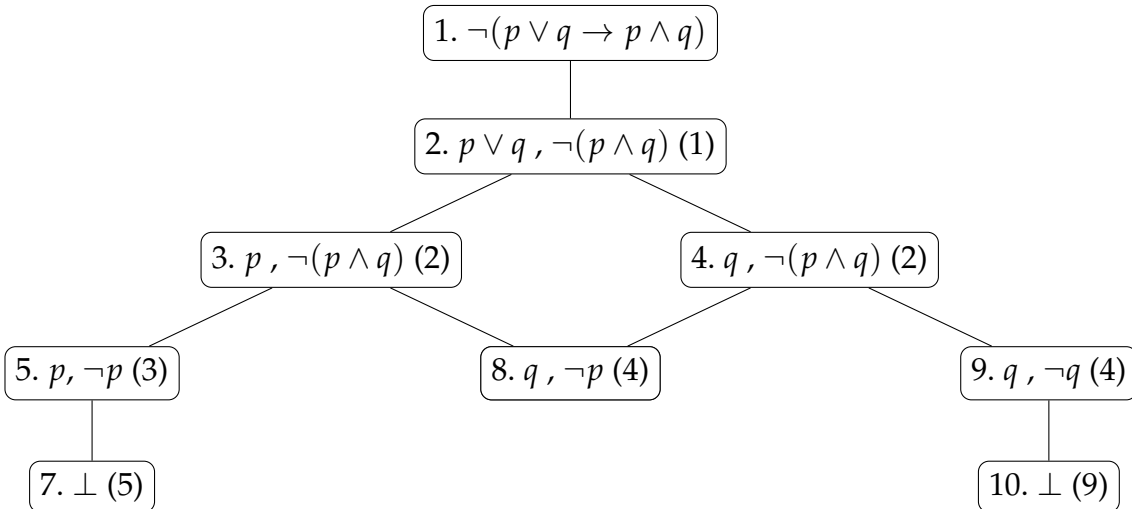 1. ¬(p ∨ q → p ∧ q)
2. p ∨ q , ¬(p ∧ q) (1)
3. p , ¬(p ∧ q) (2)
4. q , ¬(p ∧ q) (2)
5. p, ¬p (3)
8. q , ¬p (4)
9. q , ¬q (4)
7. ⊥ (5)
10. ⊥ (9)